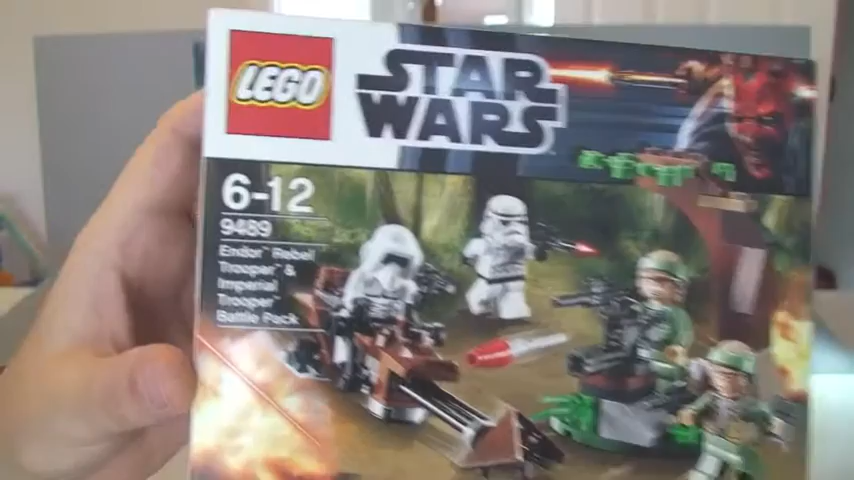 LEGO
STAR
WARS
6-12
9489
Endor Rebel
Trooper &
Imperial
Trooper
Battle Pack